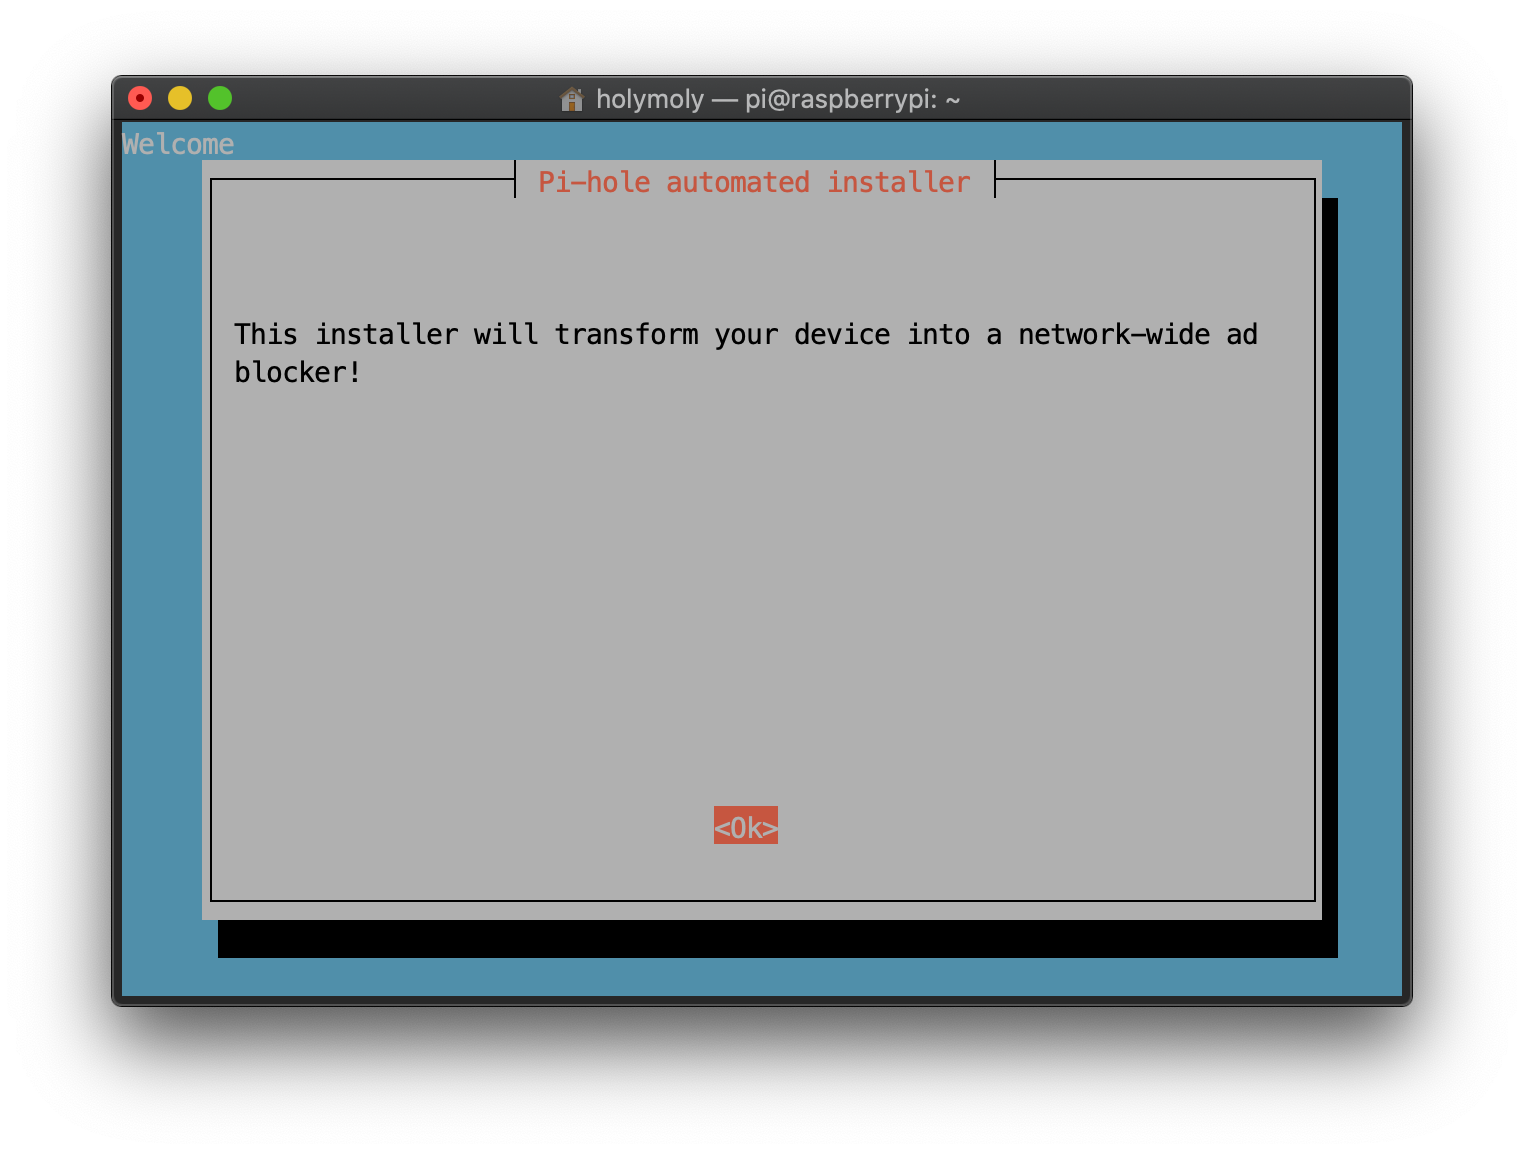 holymoly — pi@raspberrypi: ~
Welcome
Pi-hole automated installer
This installer will transform your device into a network-wide ad
blocker!
<Ok>